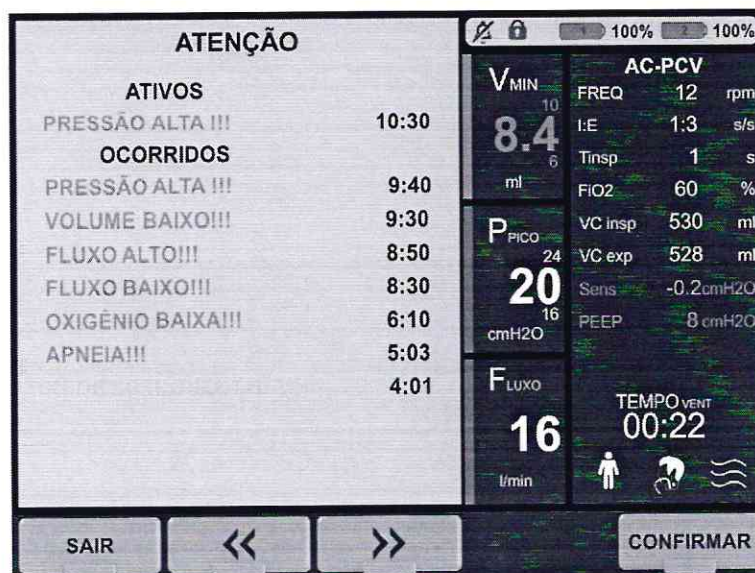 ATENÇÃO
ATIVOS
PRESSÃO ALTA !!! 10:30
OCORRIDOS
PRESSÃO ALTA !!! 9:40
VOLUME BAIXO!!! 9:30
FLUXO ALTO!!! 8:50
FLUXO BAIXO!!! 8:30
OXIGÊNIO BAIXA!!! 6:10
APNEIA!!! 5:03
4:01
SAIR << >> CONFIRMAR
1 100% 2 100%
VMIN
10
8.4
6
ml
PPICO
24
20
16
cmH2O
FLUXO
16
l/min
AC-PCV
FREQ 12 rpm
I:E 1:3 s/s
Tinsp 1 s
FiO2 60 %
VC insp 530 ml
VC exp 528 ml
Sens -0.2cmH2O
PEEP 8 cmH2O
TEMPO VENT
00:22